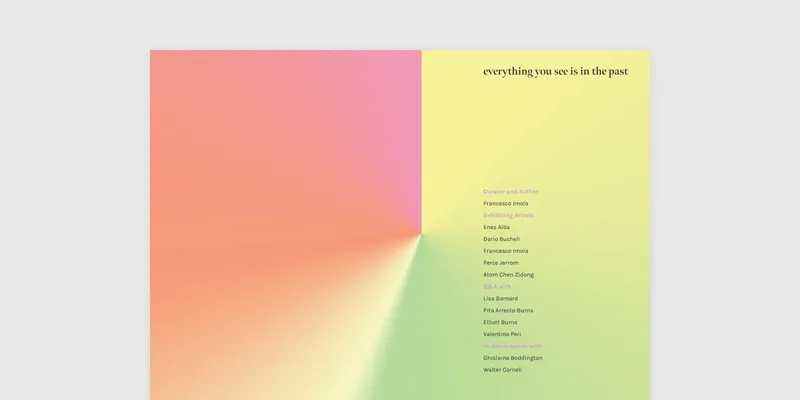 everything you see is in the past
Curator and Author
Francesco Imola
Exhibiting Artists
Enes Alba
Dario Bucheli
Francesco Imola
Perce Jerrom
Atom Chen Zidong
Q&A with
Lisa Barnard
Pita Arreola-Burns
Elliott Burns
Valentina Peri
In conversation with
Ghislaine Boddington
Walter Corneli